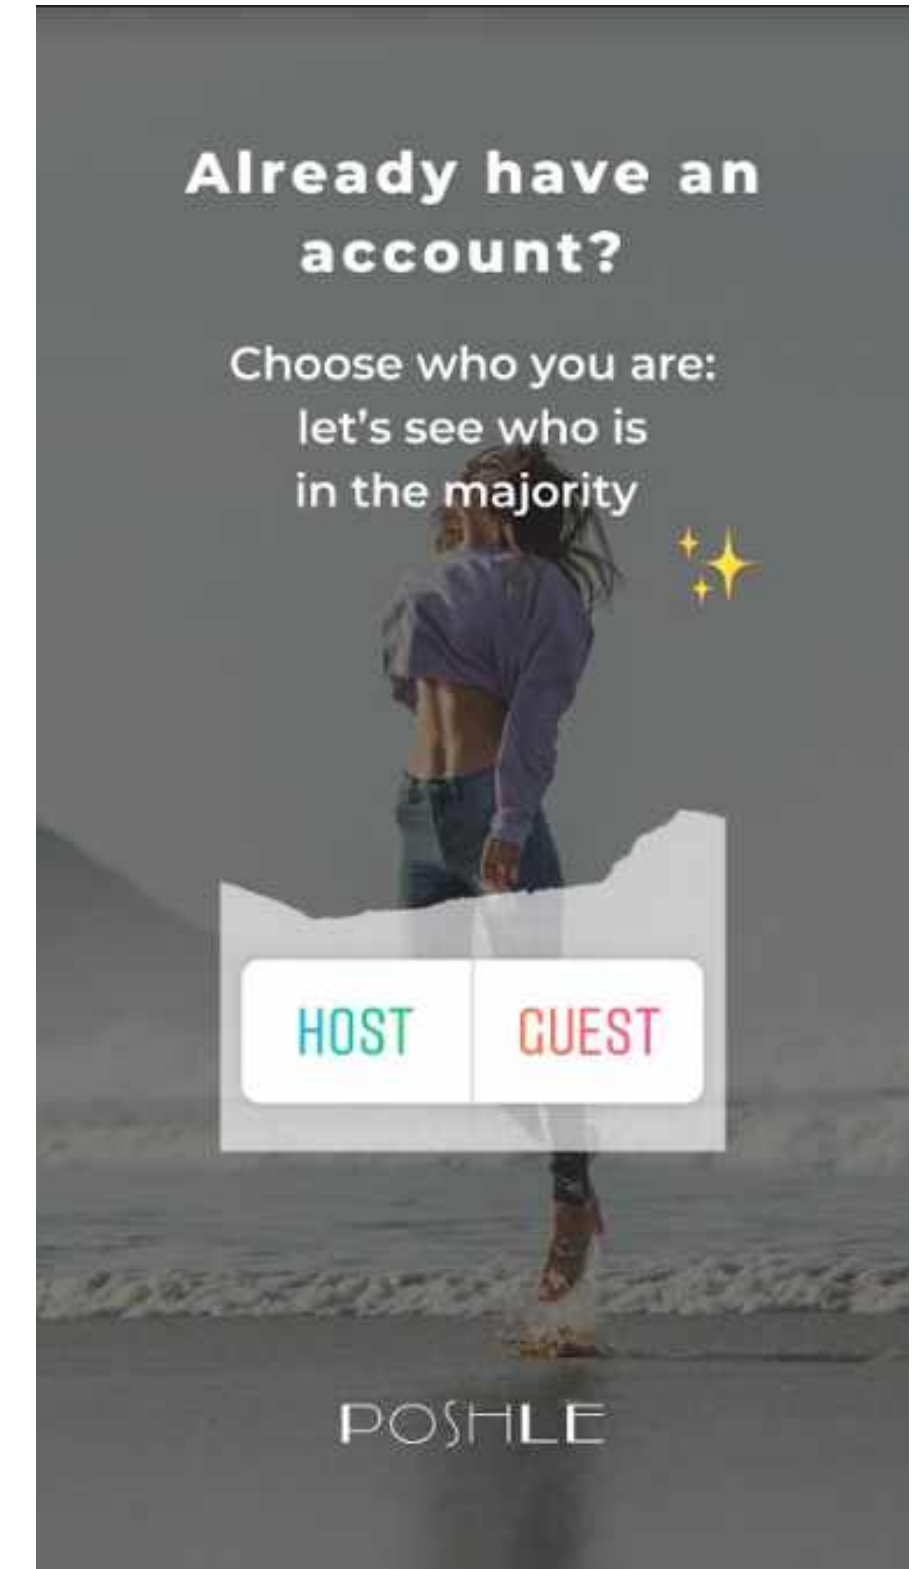 Already have an
account?
Choose who you are:
let's see who is
in the majority
HOST GUEST
POSHLE